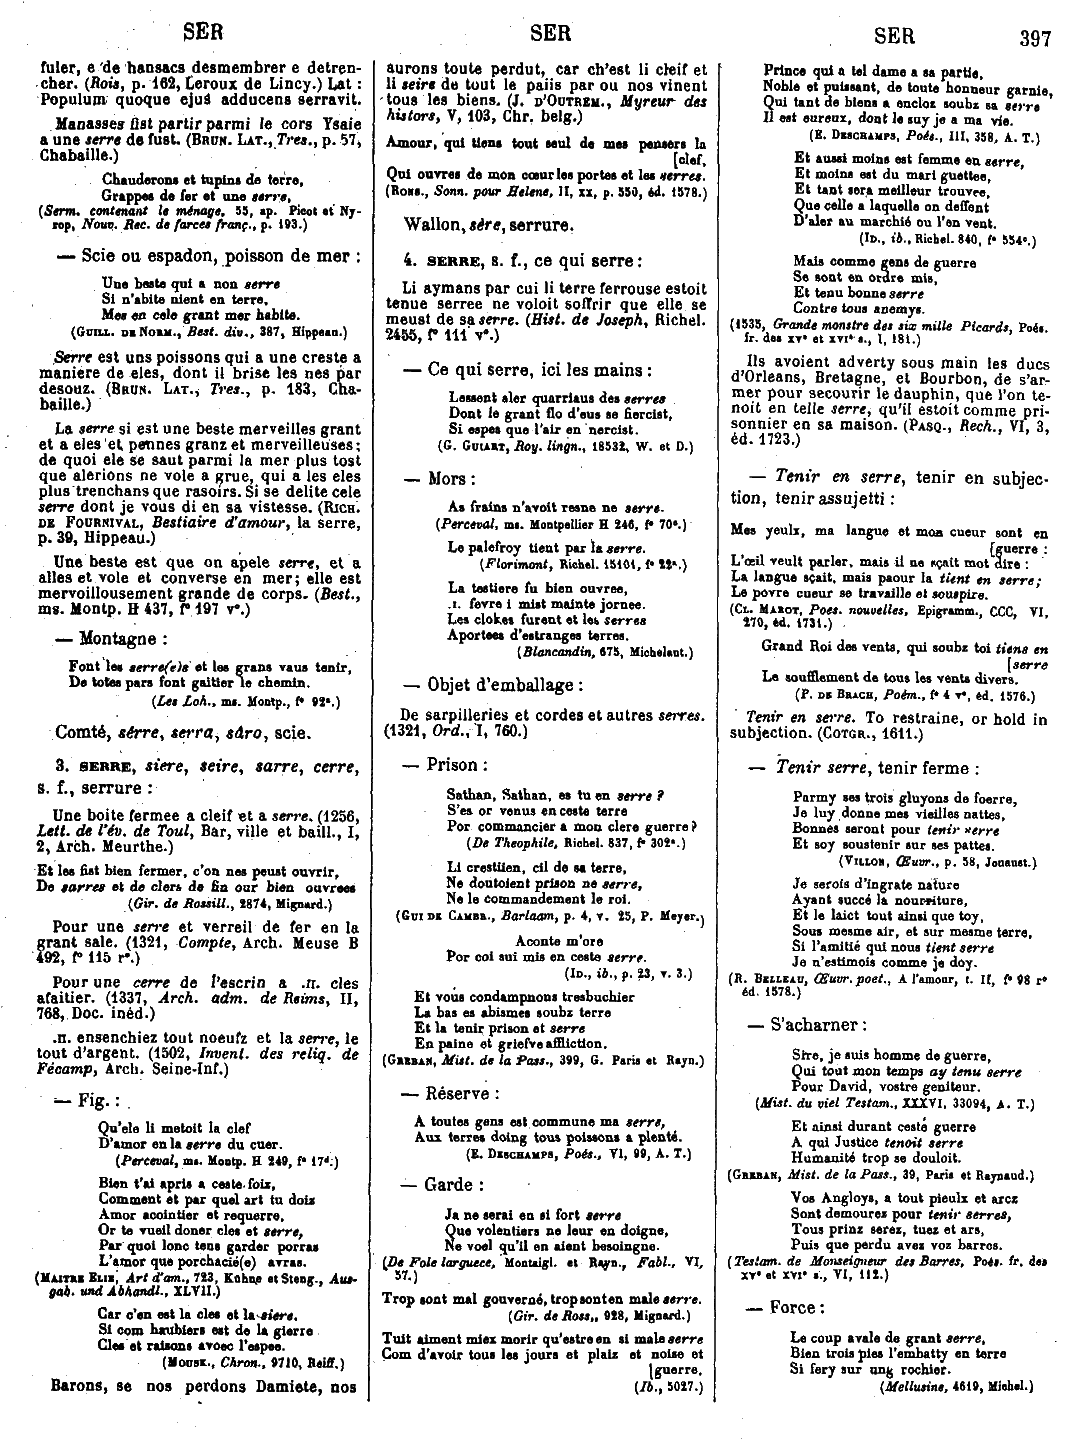 SER
SER
SER
397
fuler, e de hansacs desmembrer e detren-
cher. (Rois, p. 162, Leroux de Lincy.) Lat :
Populum quoque ejus adducens serravit.
Manasses fist partir parmi le cors Ysaie
a une serre de fust. (BRUN. LAT., Tres., p. 57,
Chabaille.)
Chauderons et tupins de terre,
Grappes de fer et une serre,
(Serm. contenant le ménage, 55, ap. Picot et Ny-
rop, Nouv. Rec. de farces franç., p. 193.)
— Scie ou espadon, poisson de mer :
Une beste qui a non serre
Si n'abite nient en terre,
Mes en cele grant mer habite.
(GUILL. DE NORM., Best. div., 387, Hippeau.)
Serre est uns poissons qui a une creste a
maniere de eles, dont il brise les nes par
desouz. (BRUN. LAT., Tres., p. 183, Cha-
baille.)
La serre si est une beste merveilles grant
et a eles et pennes granz et merveilleuses ;
de quoi ele se saut parmi la mer plus tost
que alerions ne vole a grue, qui a les eles
plus trenchans que rasoirs. Si se delite cele
serre dont je vous di en sa vistesse. (RICH.
DE FOURNIVAL, Bestiaire d'amour, la serre,
p. 39, Hippeau.)
Une beste est que on apele serre, et a
alles et vole et converse en mer ; elle est
mervoillousement grande de corps. (Best.,
ms. Montp. H 437, f° 197 v°.)
— Montagne :
Font les serre(e)s et les grans vaus tenir,
De totes pars font gaitier le chemin.
(Les Loh., ms. Montp., f° 92°.)
Comté, sérre, serra, sâro, scie.
3. SERRE, siere, seire, sarre, cerre,
s. f., serrure :
Une boite fermee a cleif et a serre. (1256,
Lett. de l'év. de Toul, Bar, ville et baill., I,
2, Arch. Meurthe.)
Et les fist bien fermer, c'on nes peust ouvrir,
De sarres et de clers de fin our bien ouvrees
(Gir. de Rossill., 2874, Mignard.)
Pour une serre et verreil de fer en la
grant sale. (1321, Compte, Arch. Meuse B
492, f° 115 r°.)
Pour une cerre de l'escrin a .II. cles
afaitier. (1337, Arch. adm. de Reims, II,
768, Doc. inéd.)
.II. ensenchiez tout noeufz et la serre, le
tout d'argent. (1502, Invent. des reliq. de
Fécamp, Arch. Seine-Inf.)
— Fig. :
Qu'ele li metoit la clef
D'amor en la serre du cuer.
(Perceval, ms. Montp. H 249, f° 17d.)
Bien t'ai apris a ceste foiz,
Comment et par quel art tu doiz
Amor acointier et requerre,
Or te vueil doner cles et serre,
Par quoi lonc tens garder porras
L'amor que porchacié(e) avras.
(MAITRE ELIE, Art d'am., 723, Kühne et Steng., Aus-
gab. und Abhandl., XLVII.)
Car c'en est la cles et la siere.
Si com haubiers est de la gierre
Cles et raisons avoec l'espee.
(MOUSK., Chron., 9710, Reiff.)
Barons, se nos perdons Damiete, nos
aurons toute perdut, car ch'est li cleif et
li seire de tout le paiis par ou nos vinent
tous les biens. (J. D'OUTREM., Myreur des
histors, V, 103, Chr. belg.)
Amour, qui tiens tout seul de mes pensers la
[clef,
Qui ouvres de mon cœur les portes et les serres.
(RONS., Sonn. pour Helene, II, XX, p. 550, éd. 1578.)
Wallon, sére, serrure.
4. SERRE, s. f., ce qui serre :
Li aymans par cui li terre ferrouse estoit
tenue serree ne voloit soffrir que elle se
meust de sa serre. (Hist. de Joseph, Richel.
2455, f° 111 v°.)
— Ce qui serre, ici les mains :
Lessent aler quarriaus des serres
Dont le grant flo d'eus se fiercist,
Si espes que l'air en nercist.
(G. GUIART, Roy. lingn., 18532, W. et D.)
— Mors :
As frains n'avoit resne ne serre.
(Perceval, ms. Montpellier H 246, f° 70°.)
Le palefroy tient par la serre.
(Florimont, Richel. 15101, f° 22°.)
La testiere fu bien ouvree,
.I. fevre i mist mainte jornee.
Les clokes furent et les serres
Aportees d'estranges terres.
(Blancandin, 675, Michelant.)
— Objet d'emballage :
De sarpilleries et cordes et autres serres.
(1321, Ord., I, 760.)
— Prison :
Sathan, Sathan, es tu en serre ?
S'es or venus en ceste terre
Por commancier a mon clere guerre ?
(De Theophile, Richel. 837, f° 302°.)
Li crestiien, cil de sa terre,
Ne doutoient prison ne serre,
Ne le commandement le roi.
(GUI DE CAMBR., Barlaam, p. 4, v. 25, P. Meyer.)
Aconte m'ore
Por coi sui mis en ceste serre.
(ID., ib., p. 23, v. 3.)
Et vous condampnons tresbuchier
La bas es abismes soubz terre
Et la tenir prison et serre
En paine et griefve affliction.
(GREBAN, Mist. de la Pass., 399, G. Paris et Rayn.)
— Réserve :
A toutes gens est commune ma serre,
Aux terres doing tous poissons a plenté.
(E. DESCHAMPS, Poés., VI, 99, A. T.)
— Garde :
Ja ne serai en si fort serre
Que volentiers ne leur en doigne,
Ne voel qu'il en aient besoingne.
(De Fole larguece, Montaigl. et Rayn., Fabl., VI,
57.)
Trop sont mal gouverné, trop sont en male serre.
(Gir. de Ross., 928, Mignard.)
Tuit aiment miex morir qu'estre en si male serre
Com d'avoir tous les jours et plaiz et noise et
[guerre.
(Ib., 5027.)
Prince qui a tel dame a sa partie,
Noble et puissant, de toute honneur garnie,
Qui tant de biens a encloz soubz sa serre
Il est eureux, dont le suy je a ma vie.
(E. DESCHAMPS, Poés., III, 358, A. T.)
Et aussi moins est femme en serre,
Et moins est du mari guettee,
Et tant sera meilleur trouvee,
Que celle a laquelle on deffent
D'aler au marchié ou l'en vent.
(ID., ib., Richel. 840, f° 554°.)
Mais comme gens de guerre
Se sont en ordre mis,
Et tenu bonne serre
Contre tous anemys.
(1535, Grande monstre des six mille Picards, Poés.
fr. des XV° et XVI° s., I, 181.)
Ils avoient adverty sous main les ducs
d'Orleans, Bretagne, et Bourbon, de s'ar-
mer pour secourir le dauphin, que l'on te-
noit en telle serre, qu'il estoit comme pri-
sonnier en sa maison. (PASQ., Rech., VI, 3,
éd. 1723.)
— Tenir en serre, tenir en subjec-
tion, tenir assujetti :
Mes yeulx, ma langue et mon cueur sont en
[guerre :
L'œil veult parler, mais il ne sçait mot dire :
La langue sçait, mais paour la tient en serre ;
Le povre cueur se travaille et souspire.
(CL. MAROT, Poes. nouvelles, Epigramm., CCC, VI,
270, éd. 1731.)
Grand Roi des vents, qui soubz toi tiens en
[serre
Le soufflement de tous les vents divers.
(P. DE BRACH, Poém., f° 4 v°, éd. 1576.)
Tenir en serre. To restraine, or hold in
subjection. (COTGR., 1611.)
— Tenir serre, tenir ferme :
Parmy ses trois gluyons de foerre,
Je luy donne mes vieilles nattes,
Bonnes seront pour tenir serre
Et soy soustenir sur ses pattes.
(VILLON, Œuvr., p. 58, Jouaust.)
Je serois d'ingrate nature
Ayant succé la nourriture,
Et le laict tout ainsi que toy,
Sous mesme air, et sur mesme terre,
Si l'amitié qui nous tient serre
Je n'estimois comme je doy.
(R. BELLEAU, Œuvr. poet., A l'amour, t. II, f° 98 r°
éd. 1578.)
— S'acharner :
Sire, je suis homme de guerre,
Qui tout mon temps ay tenu serre
Pour David, vostre geniteur.
(Mist. du viel Testam., XXXVI, 33094, A. T.)
Et ainsi durant ceste guerre
A qui Justice tenoit serre
Humanité trop se douloit.
(GREBAN, Mist. de la Pass., 39, Paris et Raynaud.)
Vos Angloys, a tout pieulx et arcz
Sont demourez pour tenir serres,
Tous prinz serez, tuez et ars,
Puis que perdu avez voz barres.
(Testam. de Monseigneur des Barres, Poés. fr. des
XV° et XVI° s., VI, 112.)
— Force :
Le coup avale de grant serre,
Bien trois pies l'embatty en terre
Si fery sur ung rochier.
(Mellusine, 4619, Michel.)